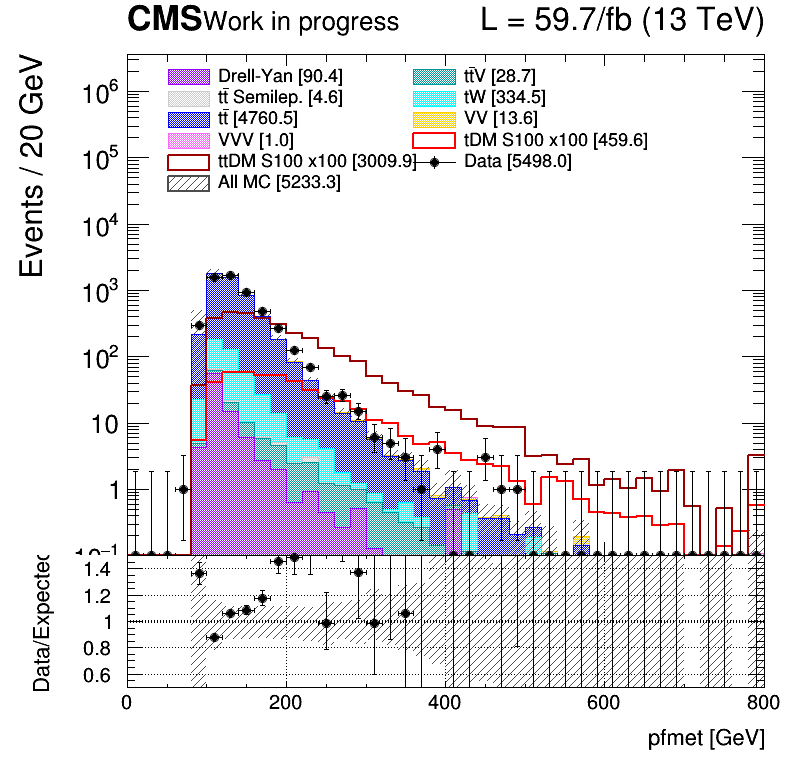 CMS Work in progress L = 59.7/fb (13 TeV)
Events / 20 GeV
Drell-Yan [90.4] tt̄V [28.7]
tt̄ Semilep. [4.6] tW [334.5]
tt̄ [4760.5] VV [13.6]
VVV [1.0] tDM S100 x100 [459.6]
ttDM S100 x100 [3009.9] Data [5498.0]
All MC [5233.3]
10⁶
10⁵
10⁴
10³
10²
10
1
10⁻¹
Data/Expected
1.4
1.2
1
0.8
0.6
0 200 400 600 800
pfmet [GeV]